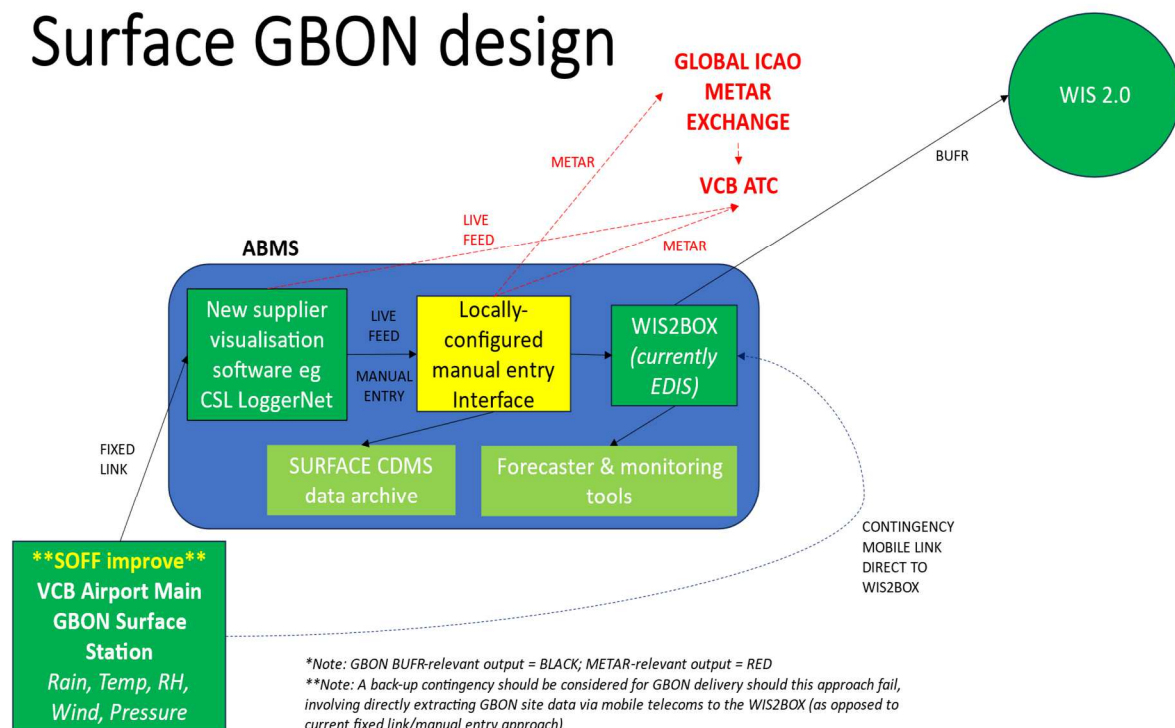 Surface GBON design
GLOBAL ICAO
METAR
EXCHANGE
WIS 2.0
METAR
BUFR
VCB ATC
LIVE
FEED
METAR
ABMS
New supplier
visualisation
software eg
CSL LoggerNet
LIVE
FEED
MANUAL
ENTRY
Locally-
configured
manual entry
Interface
WIS2BOX
(currently
EDIS)
FIXED
LINK
SURFACE CDMS
data archive
Forecaster & monitoring
tools
CONTINGENCY
MOBILE LINK
DIRECT TO
WIS2BOX
**SOFF improve**
VCB Airport Main
GBON Surface
Station
Rain, Temp, RH,
Wind, Pressure
*Note: GBON BUFR-relevant output = BLACK; METAR-relevant output = RED
**Note: A back-up contingency should be considered for GBON delivery should this approach fail,
involving directly extracting GBON site data via mobile telecoms to the WIS2BOX (as opposed to
current fixed link/manual entry approach)